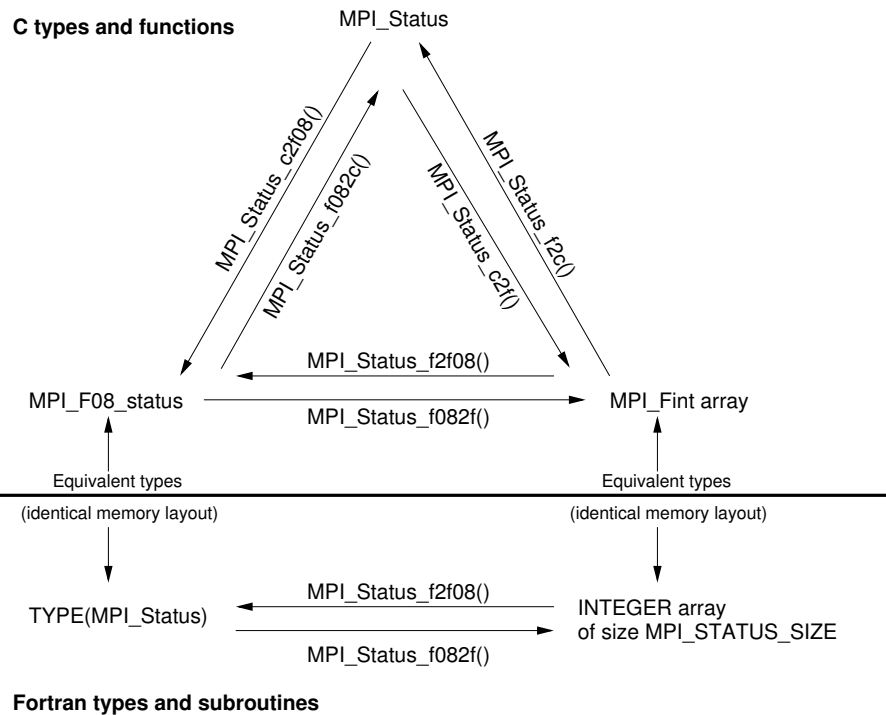 MPI_Status
C types and functions
MPI_Status_c2f08()
MPI_Status_f082c()
MPI_Status_c2f()
MPI_Status_f2c()
MPI_Status_f2f08()
MPI_F08_status
MPI_Fint array
MPI_Status_f082f()
Equivalent types
Equivalent types
(identical memory layout)
(identical memory layout)
MPI_Status_f2f08()
TYPE(MPI_Status)
INTEGER array
of size MPI_STATUS_SIZE
MPI_Status_f082f()
Fortran types and subroutines